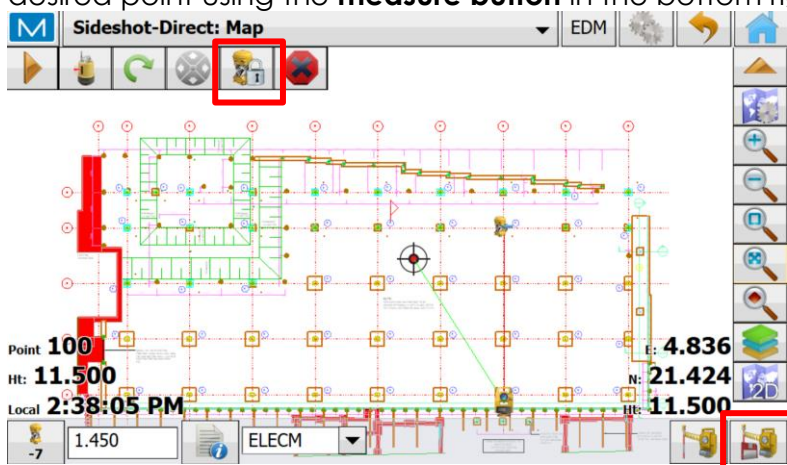 desired point using the measure button in the bottom ri
M Sideshot-Direct: Map EDM
Point 100
Ht: 11.500
Local 2:38:05 PM
E: 4.836
N: 21.424
Ht: 11.500
2D
-7 1.450 ELECM